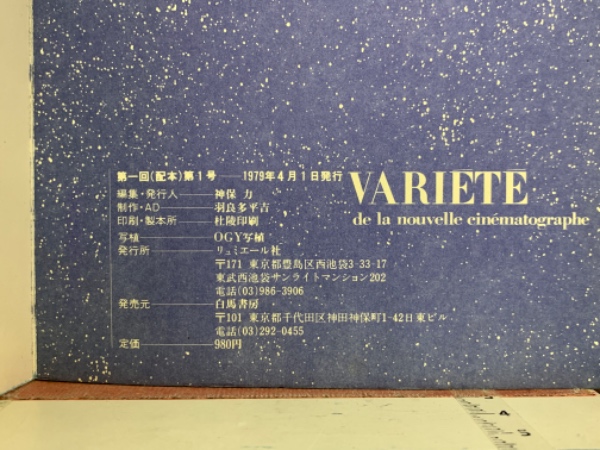 第一回(配本)第1号——1979年4月1日発行
編集・発行人——神保 力
制作・AD——羽良多平吉
印刷・製本所——杜陵印刷
写植——OGY写植
発行所——リュミエール社
〒171 東京都豊島区西池袋3-33-17
東武西池袋サンライトマンション202
電話(03)986-3906
発売元——白馬書房
〒101 東京都千代田区神田神保町1-42日東ビル
電話(03)292-0455
定価——980円
VARIETE
de la nouvelle cinématographe
4
5